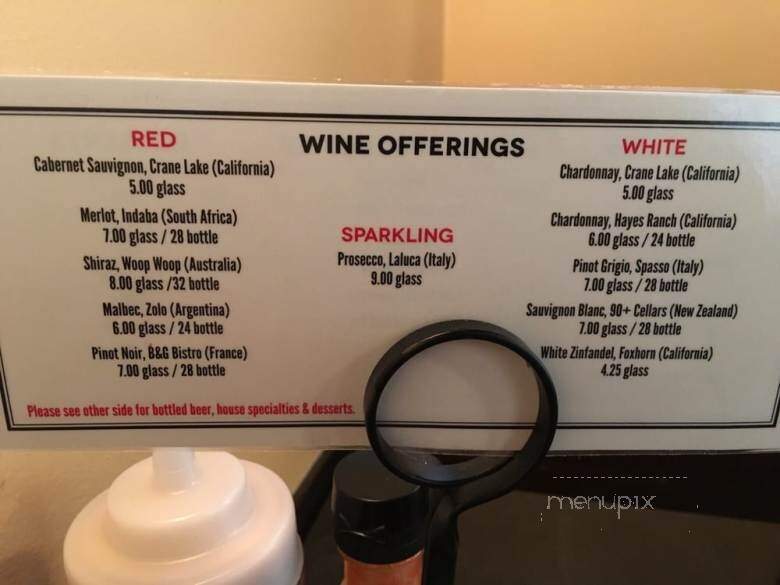 WINE OFFERINGS
RED
Cabernet Sauvignon, Crane Lake (California)
5.00 glass
Merlot, Indaba (South Africa)
7.00 glass / 28 bottle
Shiraz, Woop Woop (Australia)
8.00 glass /32 bottle
Malbec, Zolo (Argentina)
6.00 glass / 24 bottle
Pinot Noir, B&G Bistro (France)
7.00 glass / 28 bottle
Please see other side for bottled beer, house specialties & desserts.
SPARKLING
Prosecco, Laluca (Italy)
9.00 glass
WHITE
Chardonnay, Crane Lake (California)
5.00 glass
Chardonnay, Hayes Ranch (California)
6.00 glass / 24 bottle
Pinot Grigio, Spasso (Italy)
7.00 glass / 28 bottle
Sauvignon Blanc, 90+ Cellars (New Zealand)
7.00 glass / 28 bottle
White Zinfandel, Foxhorn (California)
4.25 glass
menupix